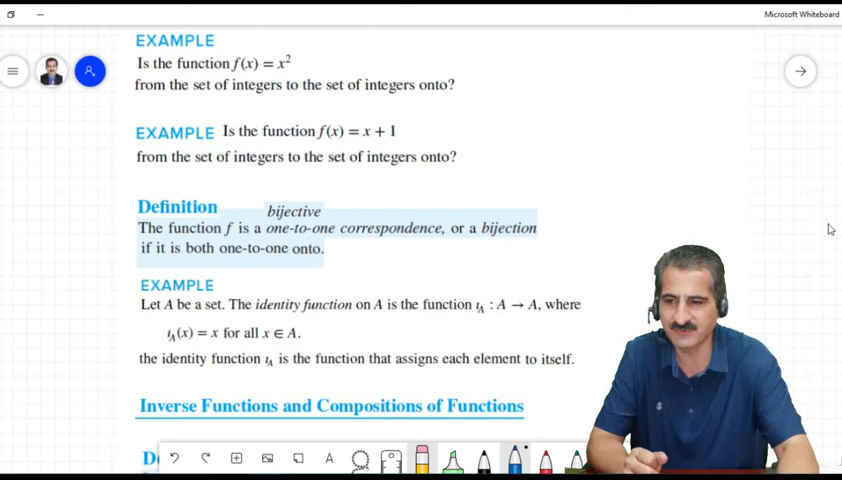 Microsoft Whiteboard
EXAMPLE
Is the function f(x) = x²
from the set of integers to the set of integers onto?
EXAMPLE Is the function f(x) = x + 1
from the set of integers to the set of integers onto?
Definition
bijective
The function f is a one-to-one correspondence, or a bijection
if it is both one-to-one onto.
EXAMPLE
Let A be a set. The identity function on A is the function ιA : A → A, where
ιA(x) = x for all x ∈ A.
the identity function ιA is the function that assigns each element to itself.
Inverse Functions and Compositions of Functions
A